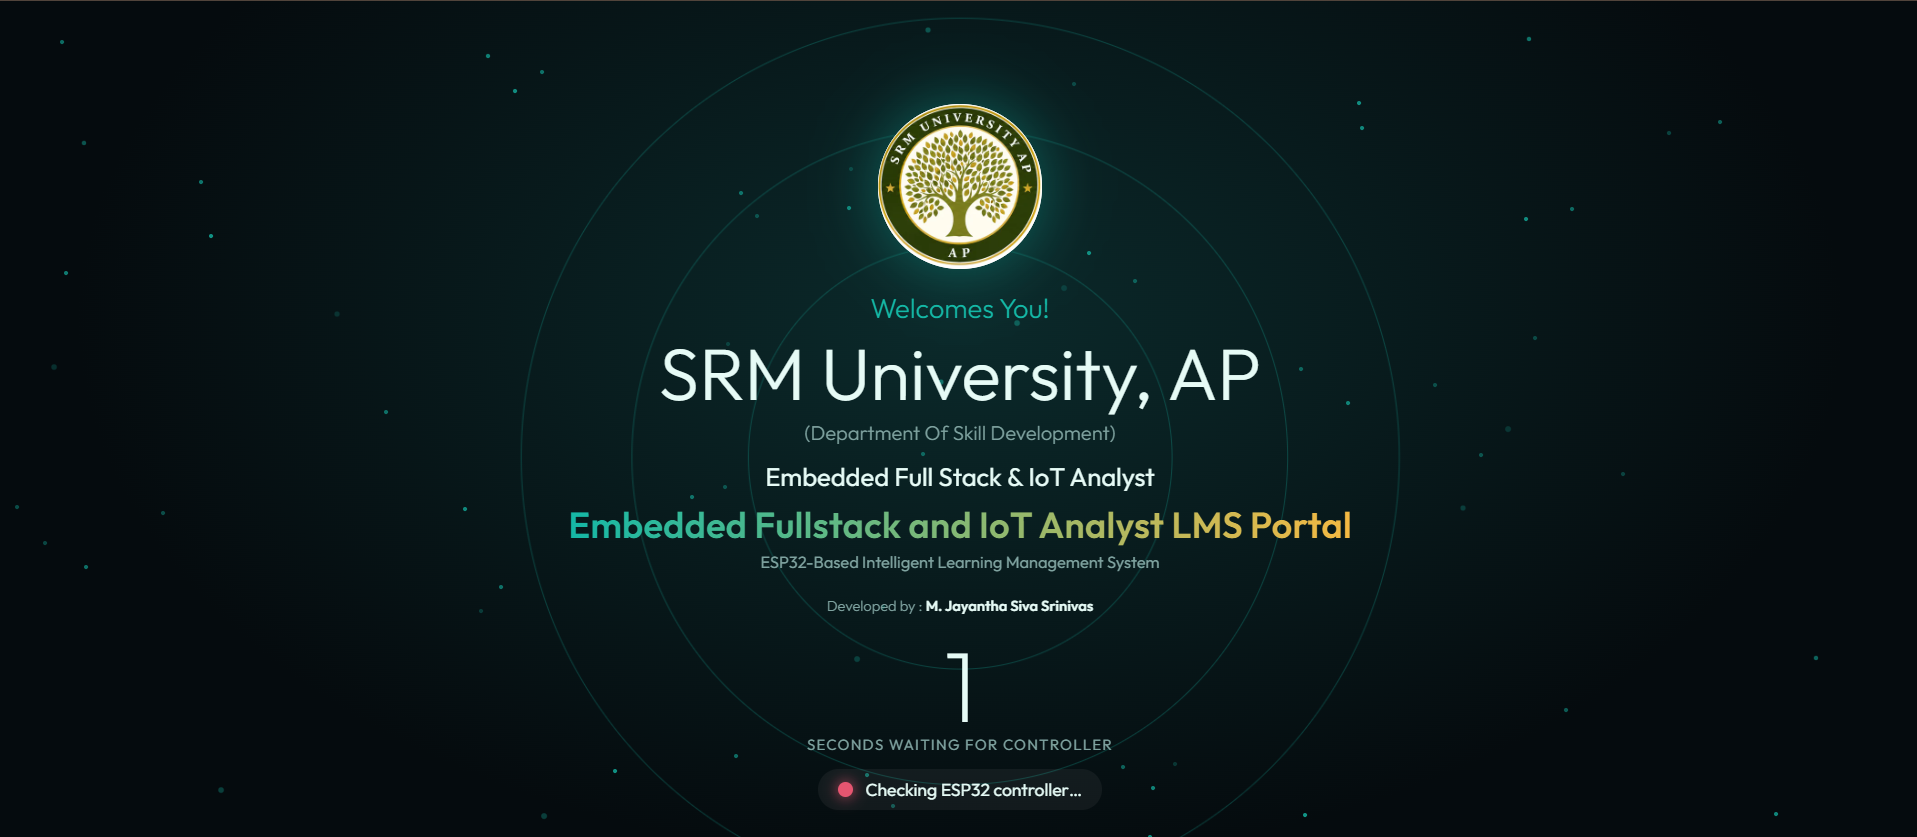 SRM UNIVERSITY AP
AP
Welcomes You!
SRM University, AP
(Department Of Skill Development)
Embedded Full Stack & IoT Analyst
Embedded Fullstack and IoT Analyst LMS Portal
ESP32-Based Intelligent Learning Management System
Developed by : M. Jayantha Siva Srinivas
1
SECONDS WAITING FOR CONTROLLER
Checking ESP32 controller...